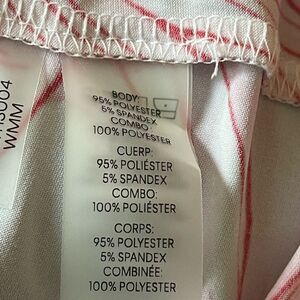 BODY:
95% POLYESTER
5% SPANDEX
COMBO
100% POLYESTER
CUERP:
95% POLIÉSTER
5% SPANDEX
COMBO:
100% POLIÉSTER
CORPS:
95% POLYESTER
5% SPANDEX
COMBINÉE:
100% POLYESTER
WMM